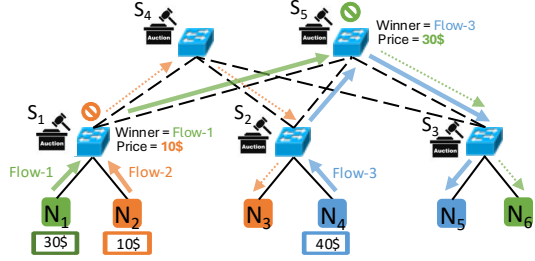 S4
Auction
S5
Auction
Winner = Flow-3
Price = 30$
S1
Auction
Winner = Flow-1
Price = 10$
S2
Auction
S3
Auction
Flow-1
Flow-2
Flow-3
N1
N2
N3
N4
N5
N6
30$
10$
40$